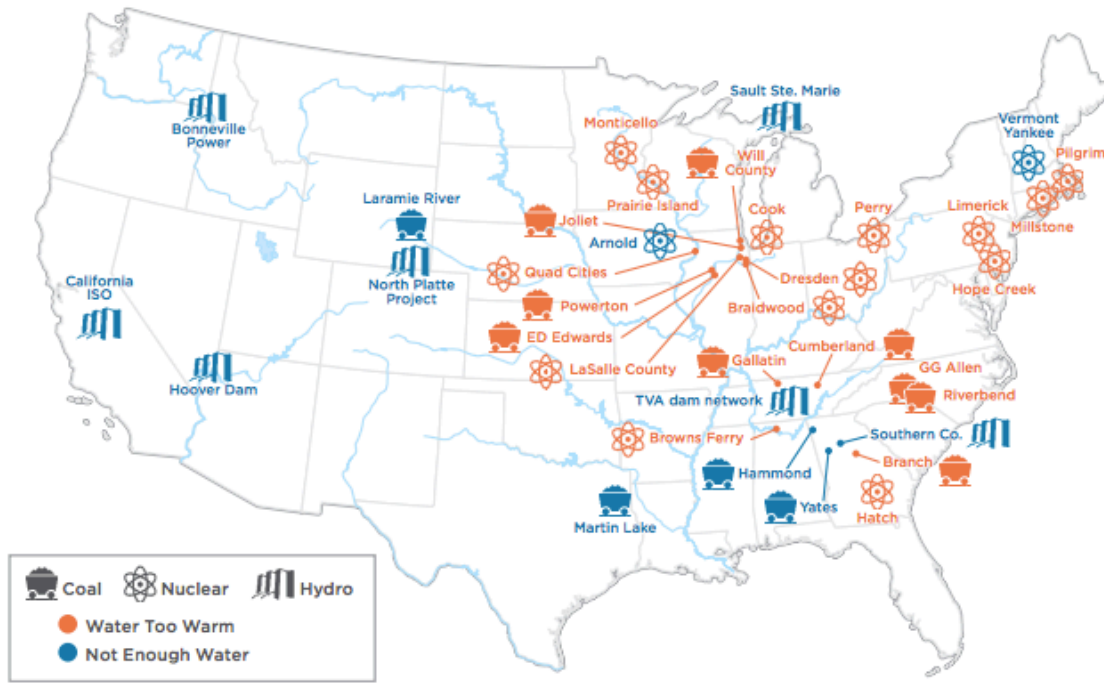 Sault Ste. Marie
Monticello
Bonneville
Power
Vermont
Yankee
Will
County
Pilgrim
Laramie River
Prairie Island
Cook
Perry
Limerick
Joliet
Millstone
Arnold
California
ISO
North Platte
Project
Quad Cities
Dresden
Hope Creek
Powerton
Braidwood
ED Edwards
Cumberland
Gallatin
GG Allen
LaSalle County
Hoover Dam
Riverbend
TVA dam network
Browns Ferry
Southern Co.
Branch
Hammond
Yates
Hatch
Martin Lake
Coal
Nuclear
Hydro
Water Too Warm
Not Enough Water